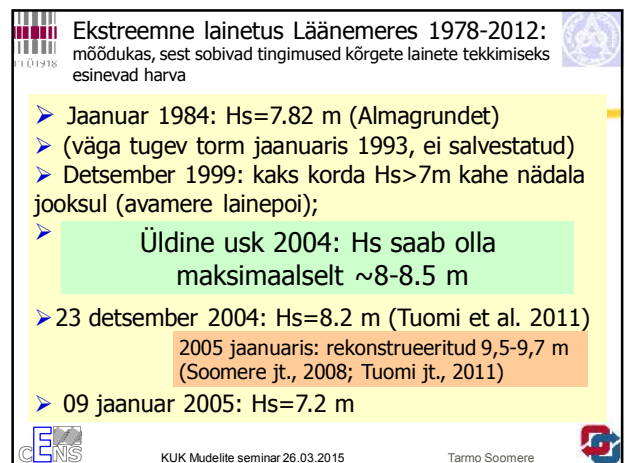 Ekstreemne lainetus Läänemeres 1978-2012:
mõõdukas, sest sobivad tingimused kõrgete lainete tekkimiseks
esinevad harva
TTÜ1918
➢ Jaanuar 1984: Hs=7.82 m (Almagrundet)
➢ (väga tugev torm jaanuaris 1993, ei salvestatud)
➢ Detsember 1999: kaks korda Hs>7m kahe nädala
jooksul (avamere lainepoi);
➢
Üldine usk 2004: Hs saab olla
maksimaalselt ~8-8.5 m
➢23 detsember 2004: Hs=8.2 m (Tuomi et al. 2011)
2005 jaanuaris: rekonstrueeritud 9,5-9,7 m
(Soomere jt., 2008; Tuomi jt., 2011)
➢ 09 jaanuar 2005: Hs=7.2 m
CENS
KUK Mudelite seminar 26.03.2015
Tarmo Soomere